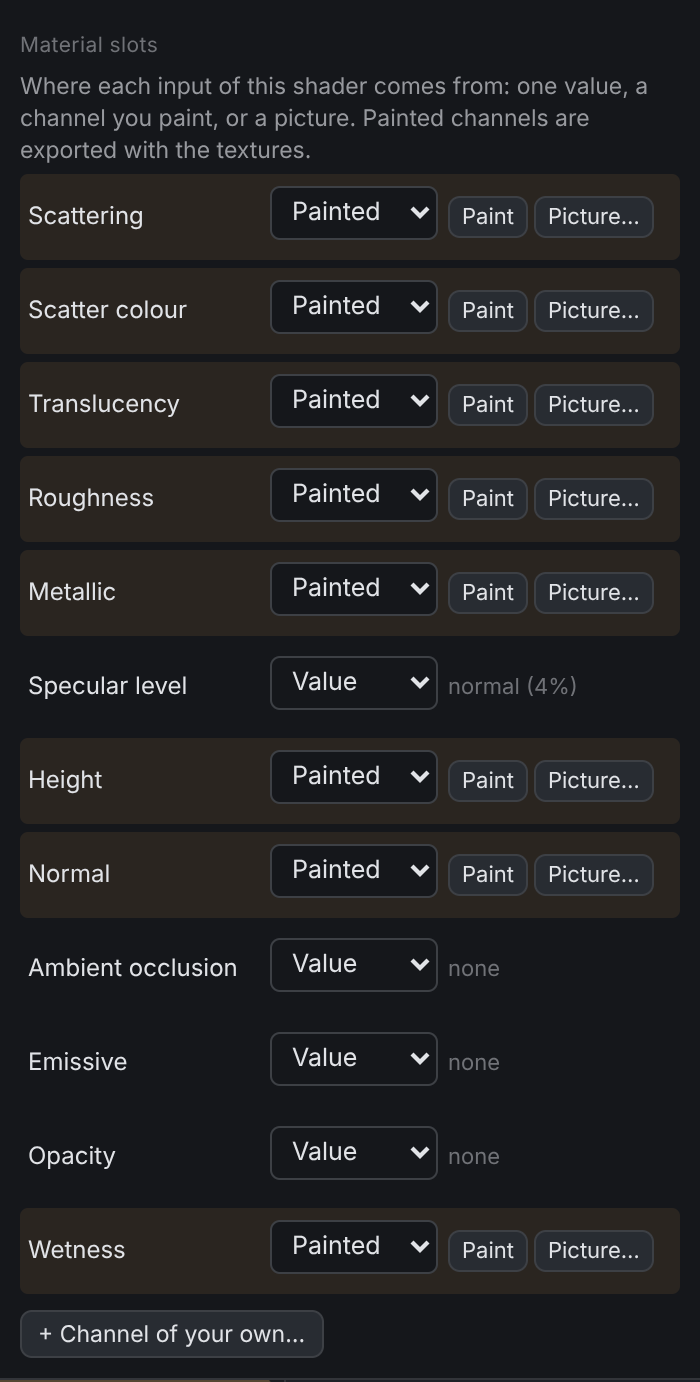 Material slots
Where each input of this shader comes from: one value, a
channel you paint, or a picture. Painted channels are
exported with the textures.
Scattering Painted Paint Picture...
Scatter colour Painted Paint Picture...
Translucency Painted Paint Picture...
Roughness Painted Paint Picture...
Metallic Painted Paint Picture...
Specular level Value normal (4%)
Height Painted Paint Picture...
Normal Painted Paint Picture...
Ambient occlusion Value none
Emissive Value none
Opacity Value none
Wetness Painted Paint Picture...
+ Channel of your own...